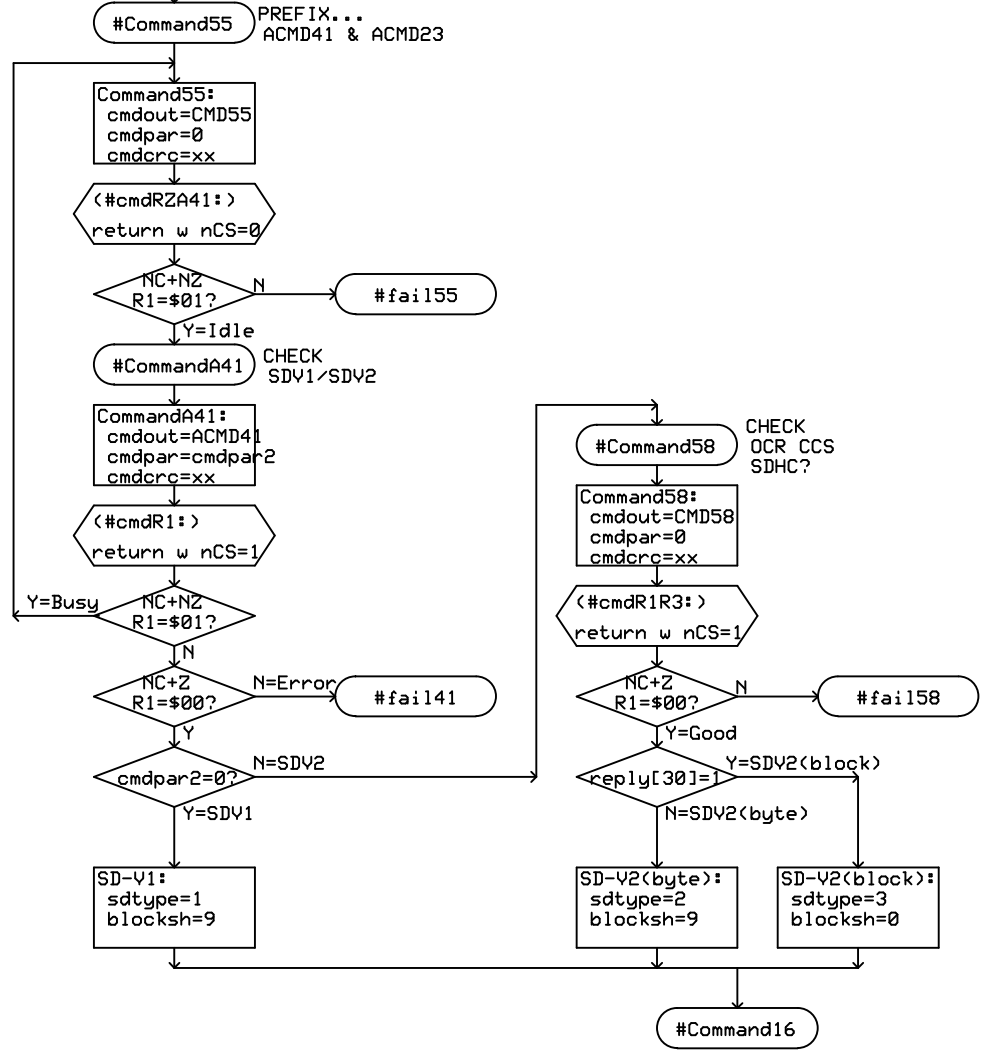 #Command55
PREFIX...
ACMD41 & ACMD23
Command55:
cmdout=CMD55
cmdpar=0
cmdcrc=xx
(#cmdRZA41:)
return w nCS=0
NC+NZ
R1=$01?
N
#fail55
Y=Idle
#CommandA41
CHECK
SDV1/SDV2
CommandA41:
cmdout=ACMD41
cmdpar=cmdpar2
cmdcrc=xx
(#cmdR1:)
return w nCS=1
Y=Busy
NC+NZ
R1=$01?
N
NC+Z
R1=$00?
N=Error
#fail41
Y
cmdpar2=0?
N=SDV2
Y=SDV1
SD-V1:
sdtype=1
blocksh=9
#Command58
CHECK
OCR CCS
SDHC?
Command58:
cmdout=CMD58
cmdpar=0
cmdcrc=xx
(#cmdR1R3:)
return w nCS=1
NC+Z
R1=$00?
N
#fail58
Y=Good
reply[30]=1
Y=SDV2(block)
N=SDV2(byte)
SD-V2(byte):
sdtype=2
blocksh=9
SD-V2(block):
sdtype=3
blocksh=0
#Command16